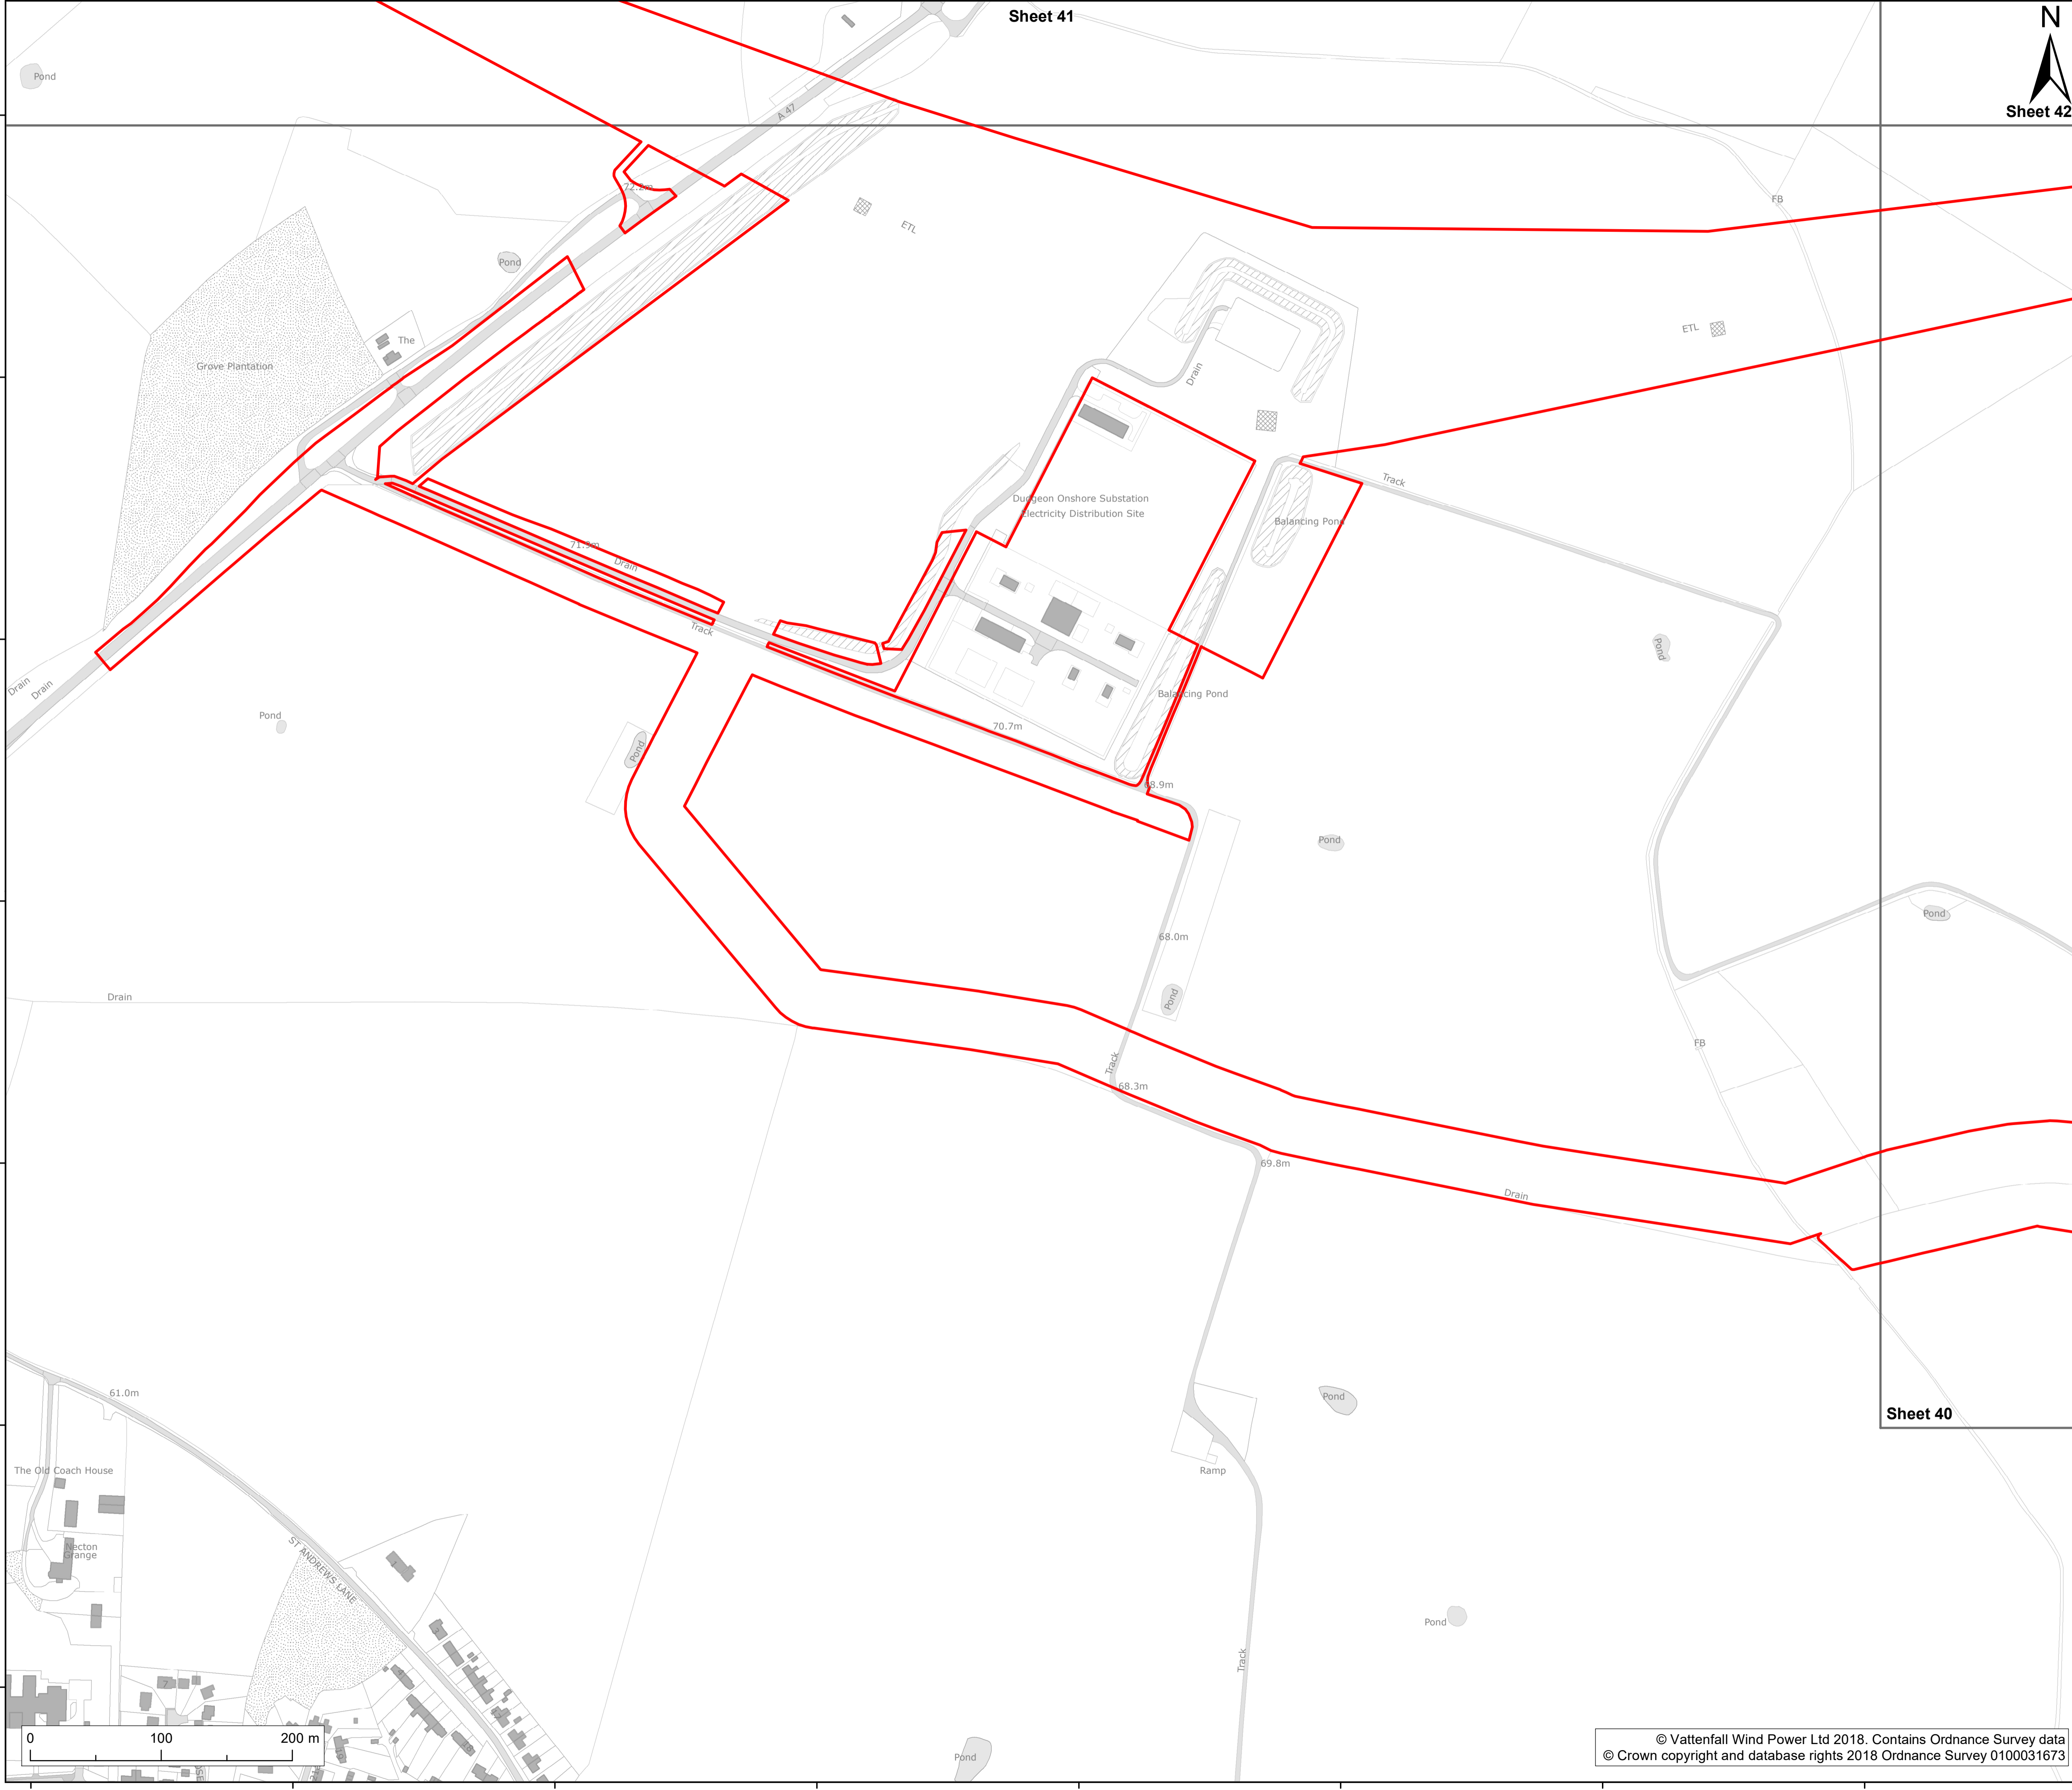 Sheet 41
N
Sheet 42
Pond
A 47
72.2m
FB
ETL
Pond
ETL
The
Grove Plantation
Drain
Track
Dudgeon Onshore Substation
Electricity Distribution Site
Balancing Pond
71.3m
Drain
Track
Pond
Drain
Drain
Balancing Pond
Pond
70.7m
Pond
68.9m
Pond
Pond
68.0m
Drain
Pond
FB
Track
68.3m
69.8m
Drain
61.0m
Pond
Sheet 40
The Old Coach House
Ramp
Necton
Grange
ST ANDREWS LANE
1
Pond
Track
7
Pond
0
100
200 m
© Vattenfall Wind Power Ltd 2018. Contains Ordnance Survey data
© Crown copyright and database rights 2018 Ordnance Survey 0100031673